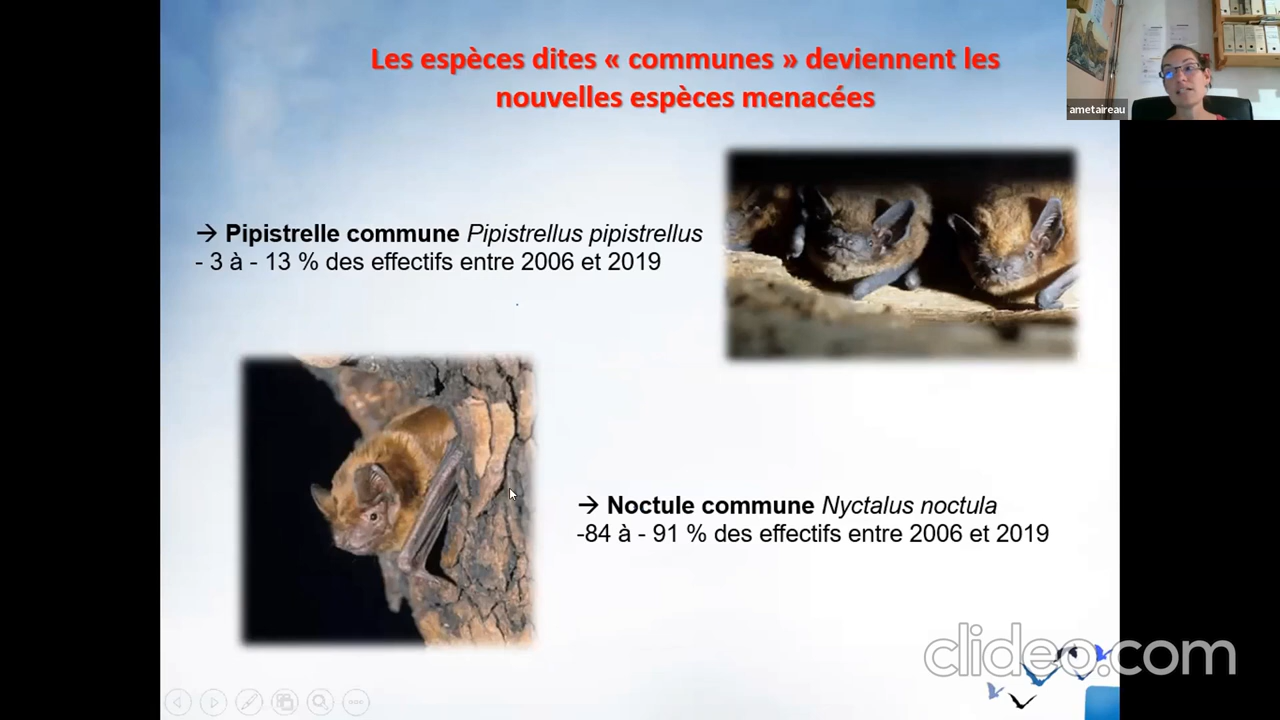 Les espèces dites « communes » deviennent les
nouvelles espèces menacées
ametaireau
→ Pipistrelle commune Pipistrellus pipistrellus
- 3 à - 13 % des effectifs entre 2006 et 2019
→ Noctule commune Nyctalus noctula
-84 à - 91 % des effectifs entre 2006 et 2019
clideo.com